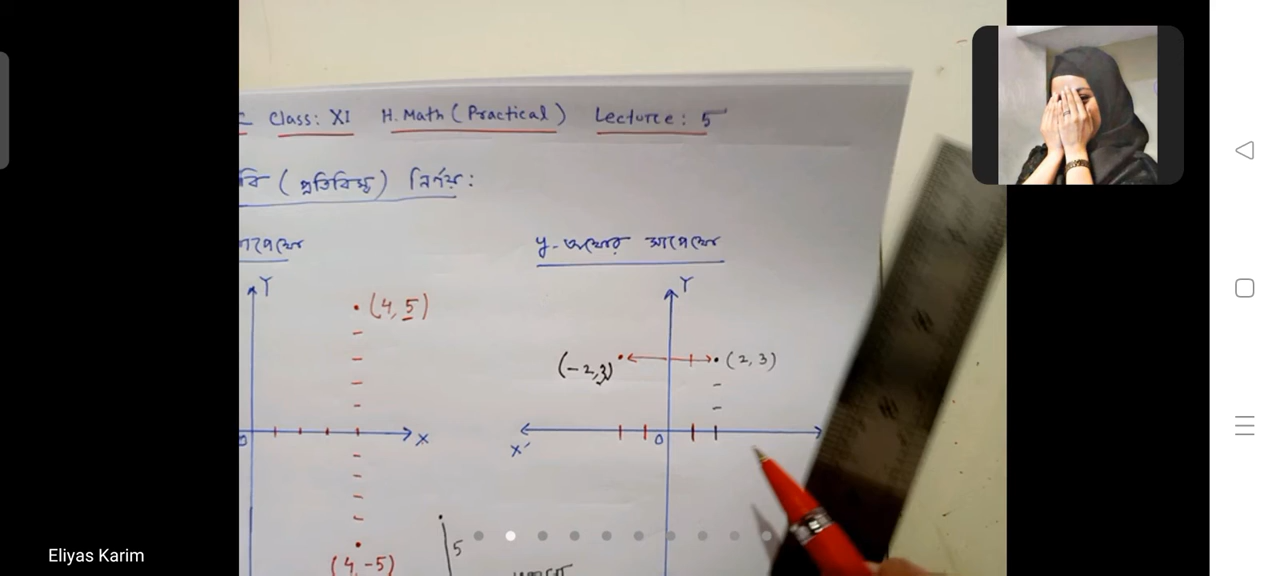 Class: XI H. Math (Practical) Lecture: 5
(প্রতিবিম্ব) নির্ণয়:
y-অক্ষের সাপেক্ষে
Y
(4, 5)
X
0
(4, -5)
5
Y
(-2, 3)
(2, 3)
X'
0
Eliyas Karim